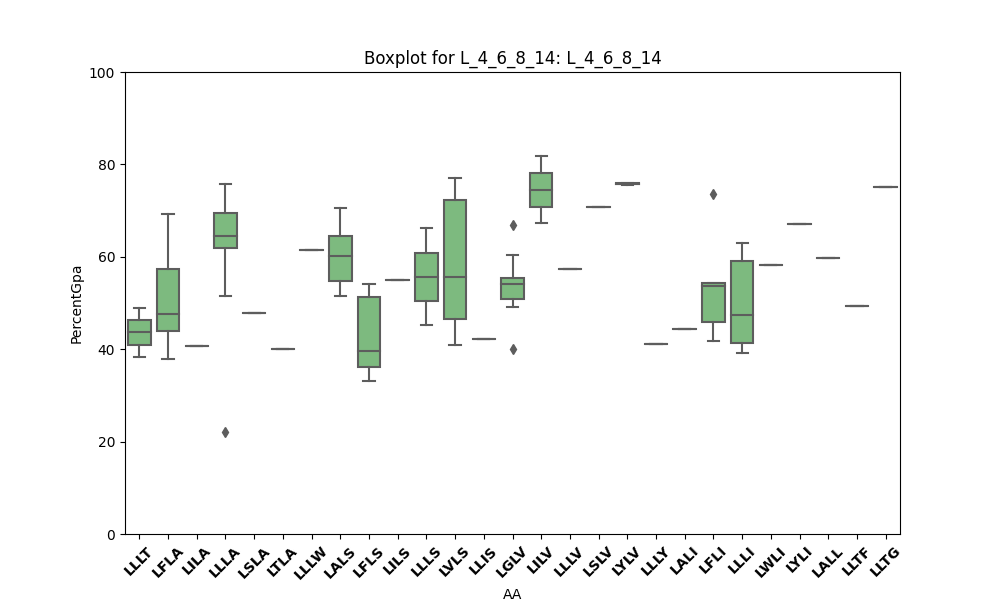 Boxplot for L_4_6_8_14: L_4_6_8_14
100
80
60
40
20
0
PercentGpa
LLLT LFLA LILA LLLA LSLA LTLA LLLW LALS LFLS LILS LLLS LVLS LLIS LGLV LILV LLLV LSLV LYLV LLLY LALI LFLI LLLI LWLI LYLI LALL LLTF LLTG
AA